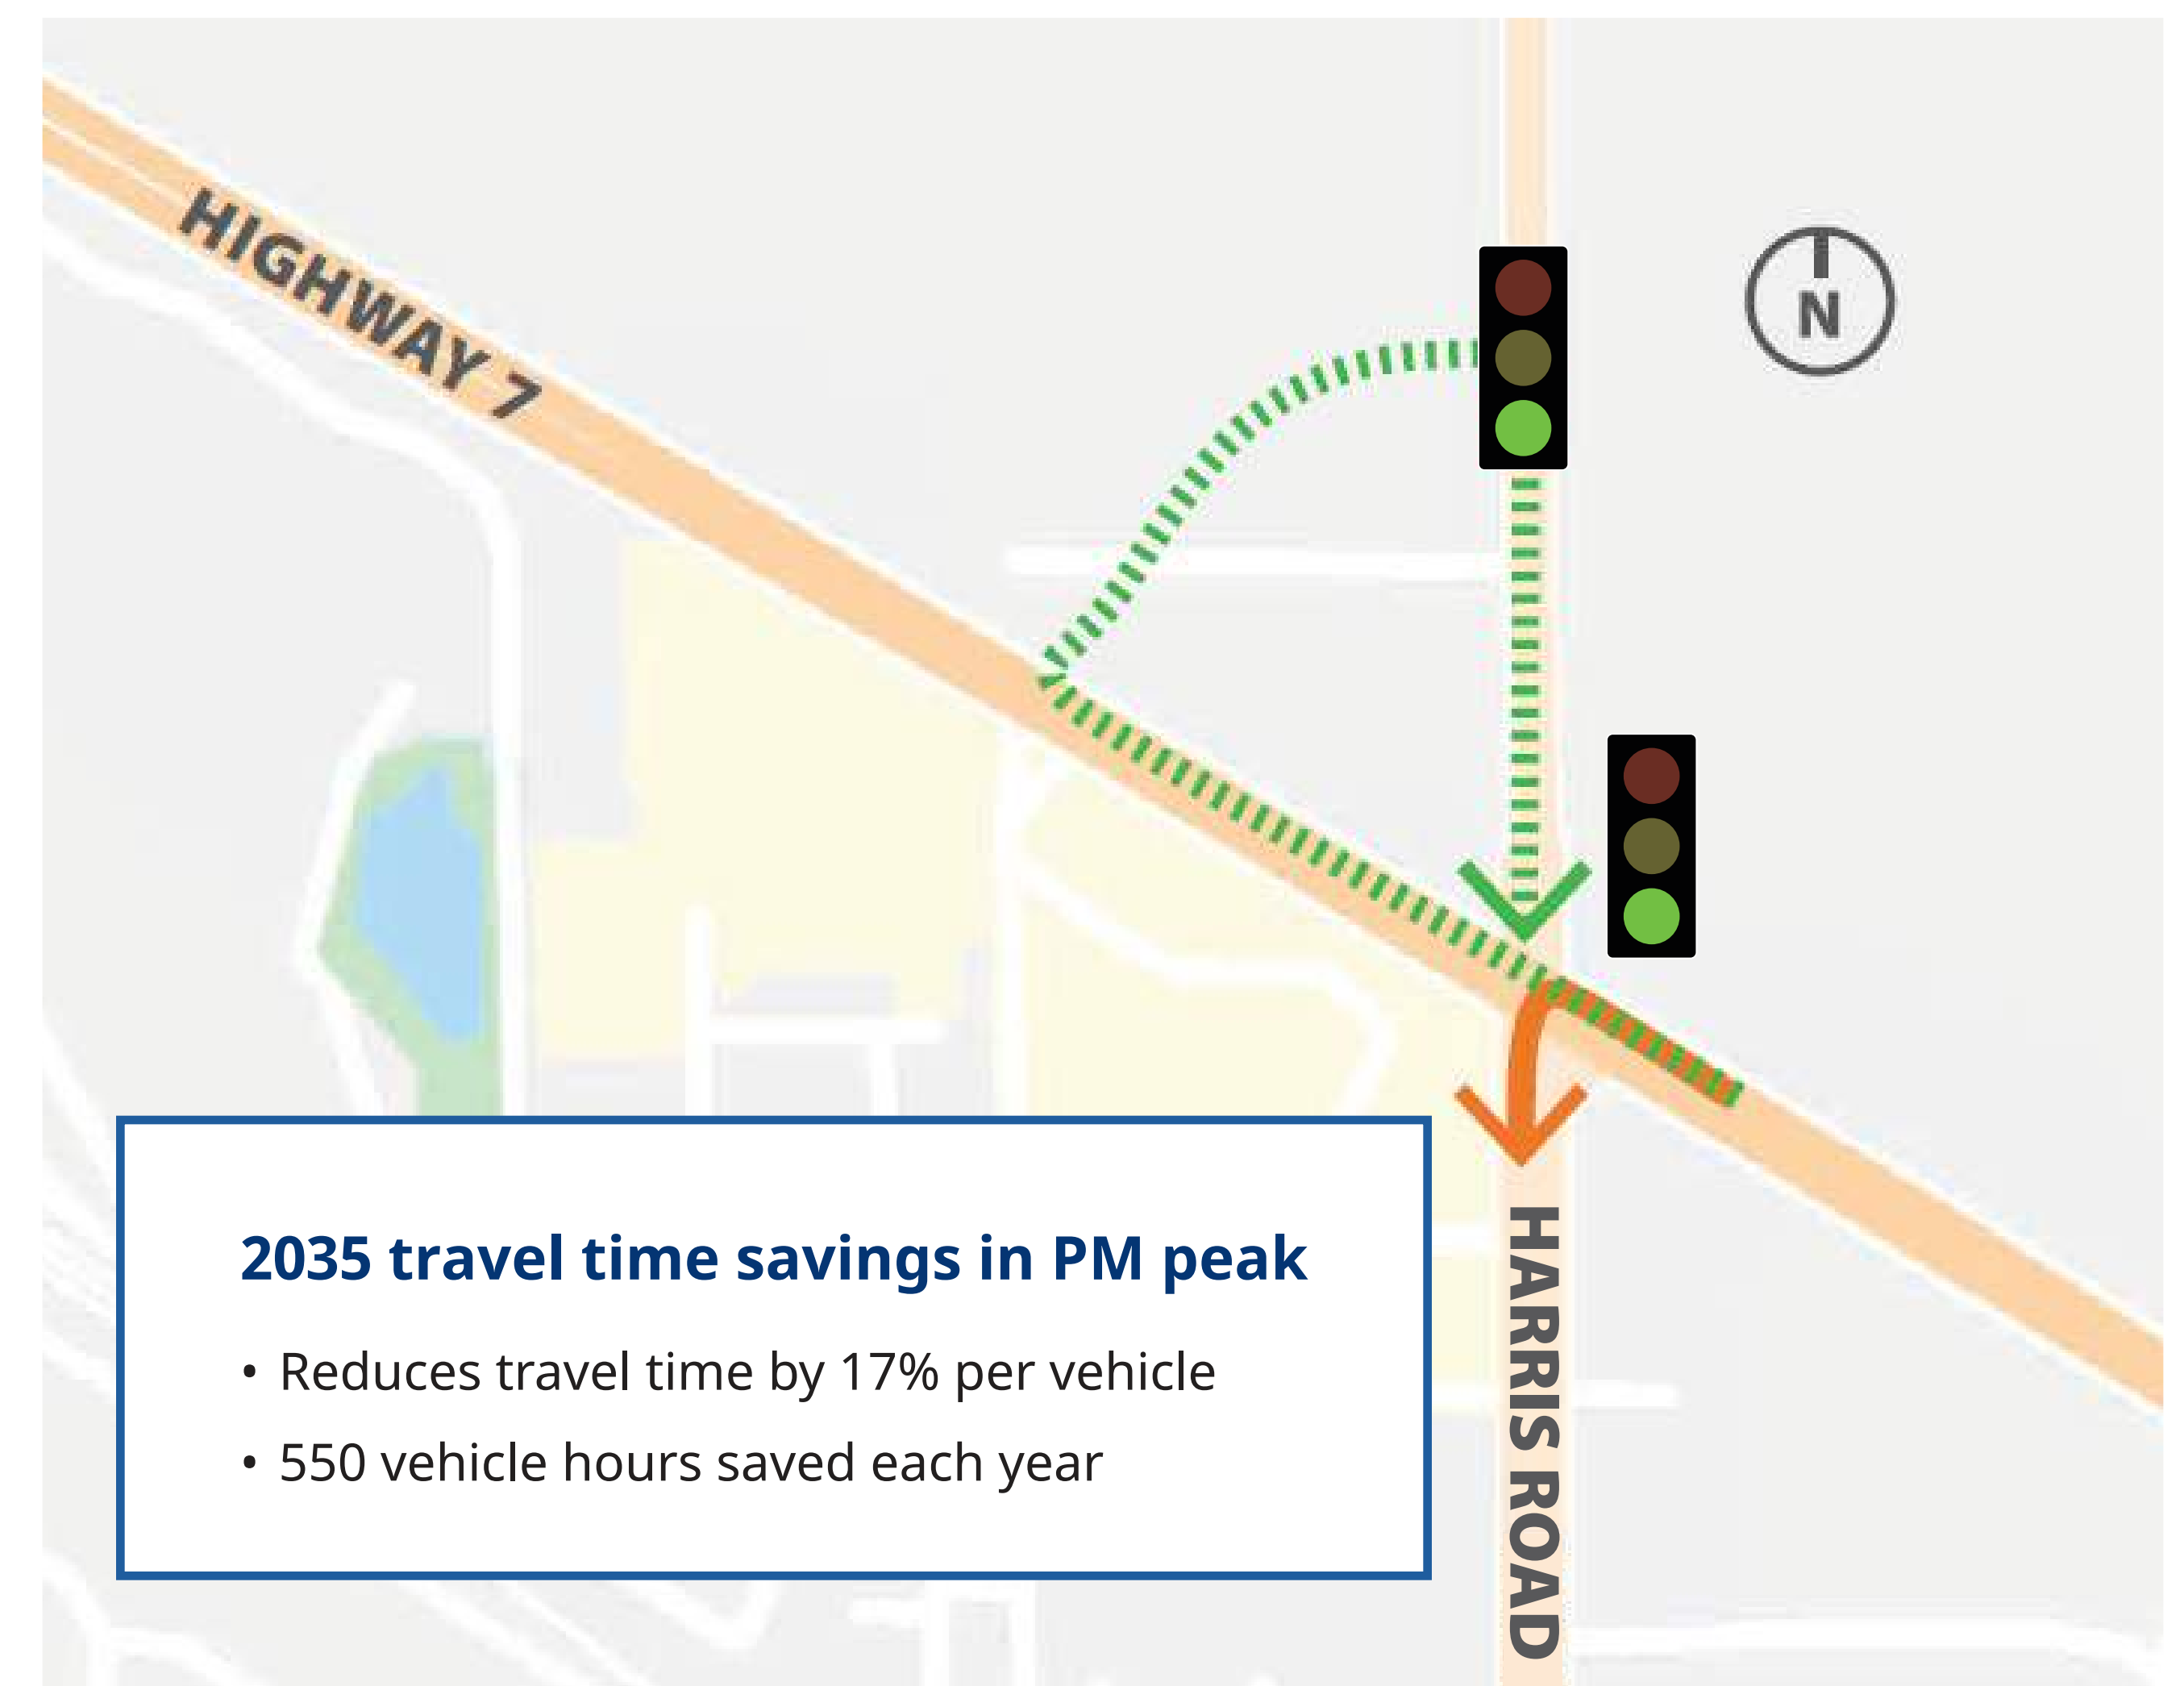 HIGHWAY 7
N
2035 travel time savings in PM peak
• Reduces travel time by 17% per vehicle
• 550 vehicle hours saved each year
HARRIS ROAD